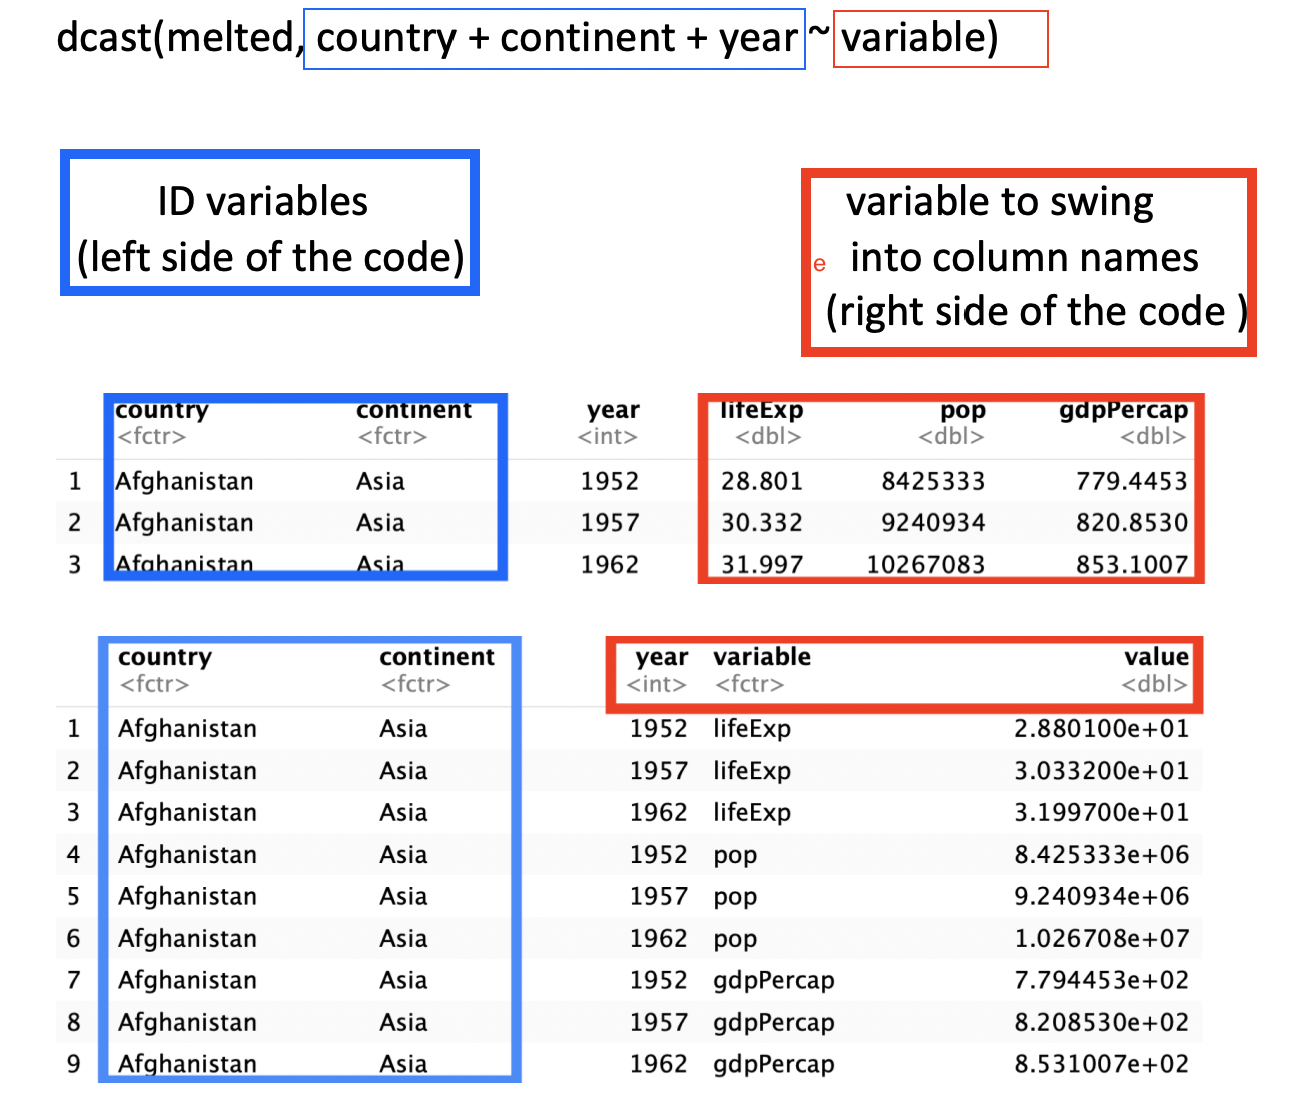 dcast(melted, country + continent + year ~ variable)
ID variables
(left side of the code)
variable to swing
e into column names
(right side of the code )
country continent year lifeExp pop gdpPercap
<fctr> <fctr> <int> <dbl> <dbl> <dbl>
1 Afghanistan Asia 1952 28.801 8425333 779.4453
2 Afghanistan Asia 1957 30.332 9240934 820.8530
3 Afghanistan Asia 1962 31.997 10267083 853.1007
country continent year variable value
<fctr> <fctr> <int> <fctr> <dbl>
1 Afghanistan Asia 1952 lifeExp 2.880100e+01
2 Afghanistan Asia 1957 lifeExp 3.033200e+01
3 Afghanistan Asia 1962 lifeExp 3.199700e+01
4 Afghanistan Asia 1952 pop 8.425333e+06
5 Afghanistan Asia 1957 pop 9.240934e+06
6 Afghanistan Asia 1962 pop 1.026708e+07
7 Afghanistan Asia 1952 gdpPercap 7.794453e+02
8 Afghanistan Asia 1957 gdpPercap 8.208530e+02
9 Afghanistan Asia 1962 gdpPercap 8.531007e+02